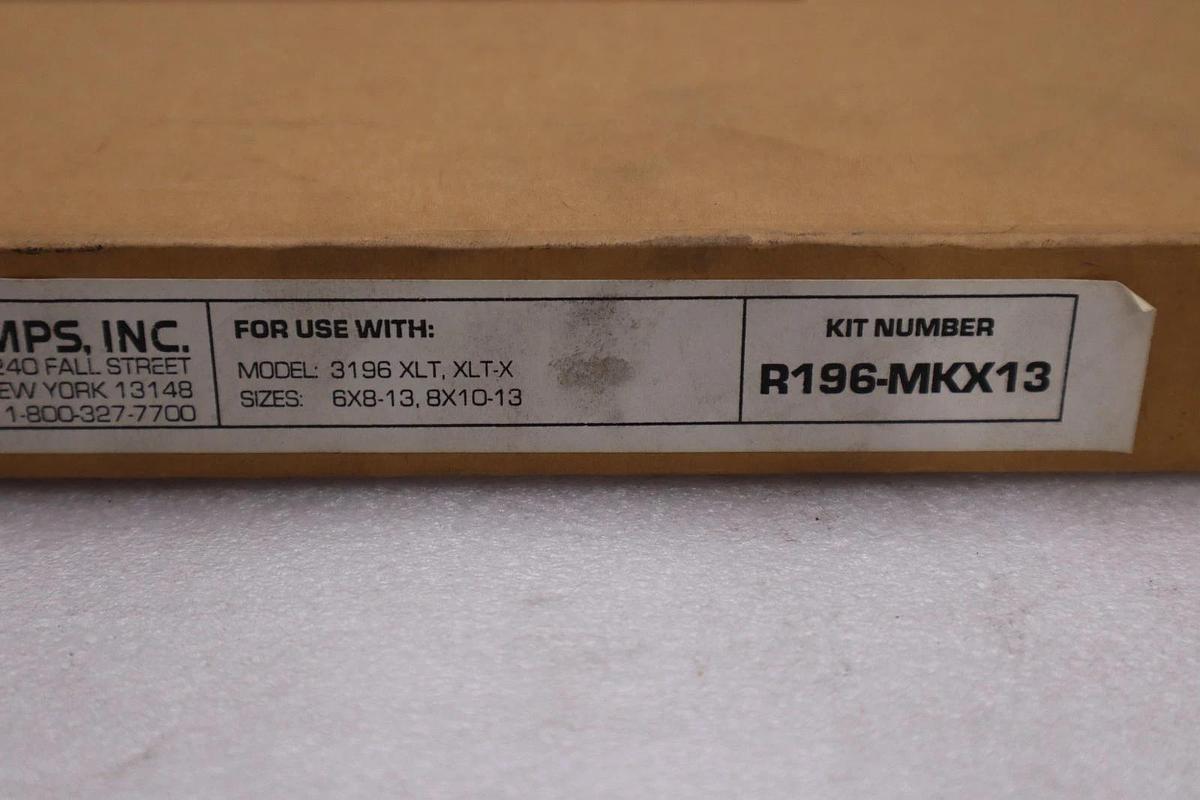 MPS, INC.
240 FALL STREET
EW YORK 13148
1-800-327-7700
FOR USE WITH:
MODEL: 3196 XLT, XLT-X
SIZES: 6X8-13, 8X10-13
KIT NUMBER
R196-MKX13